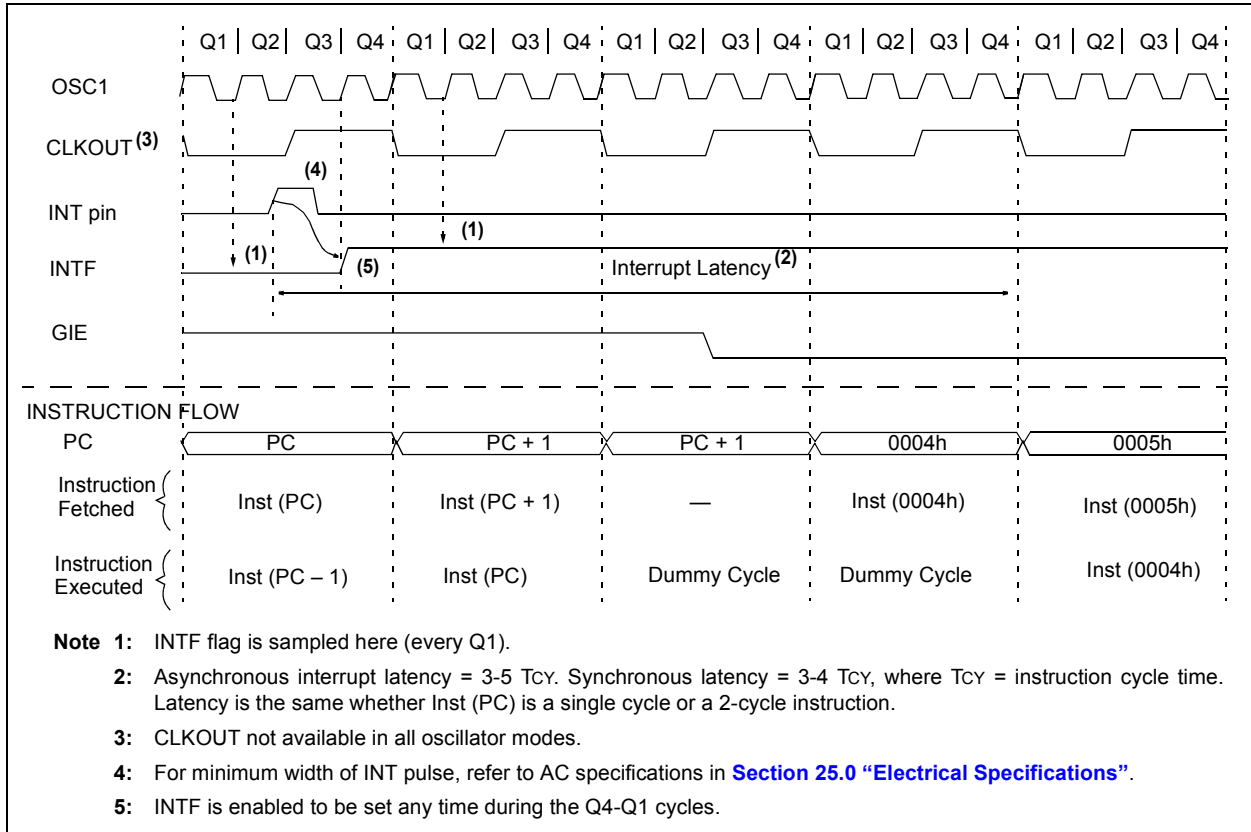 Q1 Q2 Q3 Q4 Q1 Q2 Q3 Q4 Q1 Q2 Q3 Q4 Q1 Q2 Q3 Q4 Q1 Q2 Q3 Q4
OSC1
CLKOUT (3)
(4)
INT pin
(1) (1)
INTF (5) Interrupt Latency (2)
GIE
INSTRUCTION FLOW
PC PC PC + 1 PC + 1 0004h 0005h
Instruction
Fetched Inst (PC) Inst (PC + 1) — Inst (0004h) Inst (0005h)
Instruction
Executed Inst (PC – 1) Inst (PC) Dummy Cycle Dummy Cycle Inst (0004h)
Note 1: INTF flag is sampled here (every Q1).
2: Asynchronous interrupt latency = 3-5 TCY. Synchronous latency = 3-4 TCY, where TCY = instruction cycle time.
Latency is the same whether Inst (PC) is a single cycle or a 2-cycle instruction.
3: CLKOUT not available in all oscillator modes.
4: For minimum width of INT pulse, refer to AC specifications in Section 25.0 “Electrical Specifications”.
5: INTF is enabled to be set any time during the Q4-Q1 cycles.